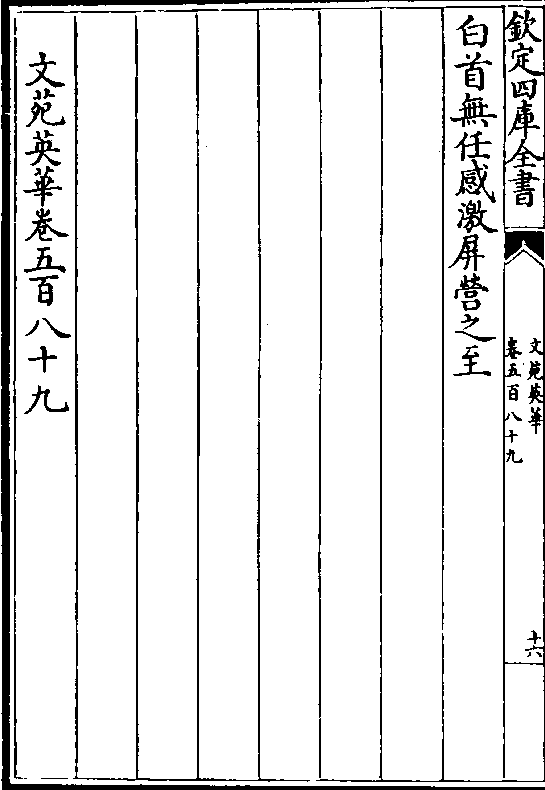 欽定四庫全書
文苑英華
卷五百八十九
十六
白首無任感激屏營之至
文苑英華卷五百八十九